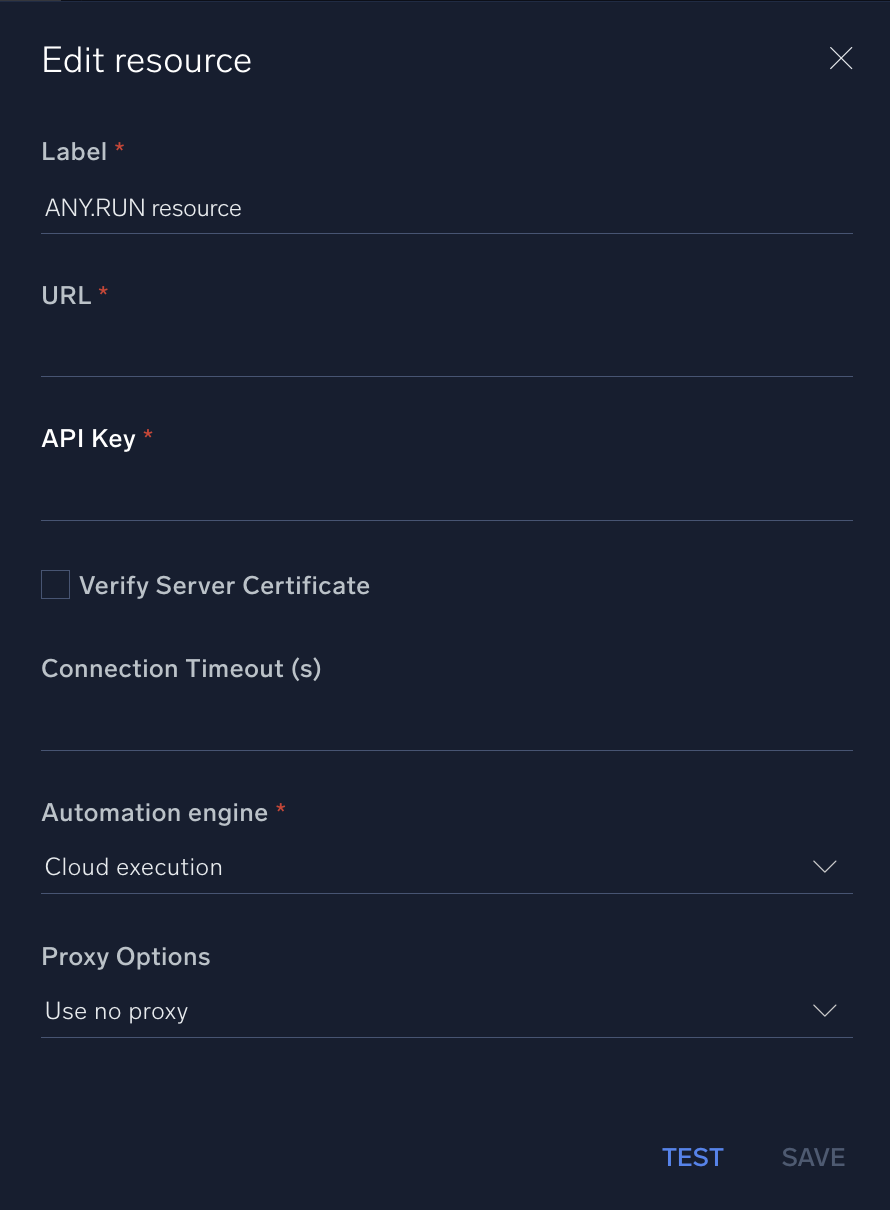 Edit resource
Label *
ANY.RUN resource
URL *
API Key *
Verify Server Certificate
Connection Timeout (s)
Automation engine *
Cloud execution
Proxy Options
Use no proxy
TEST SAVE